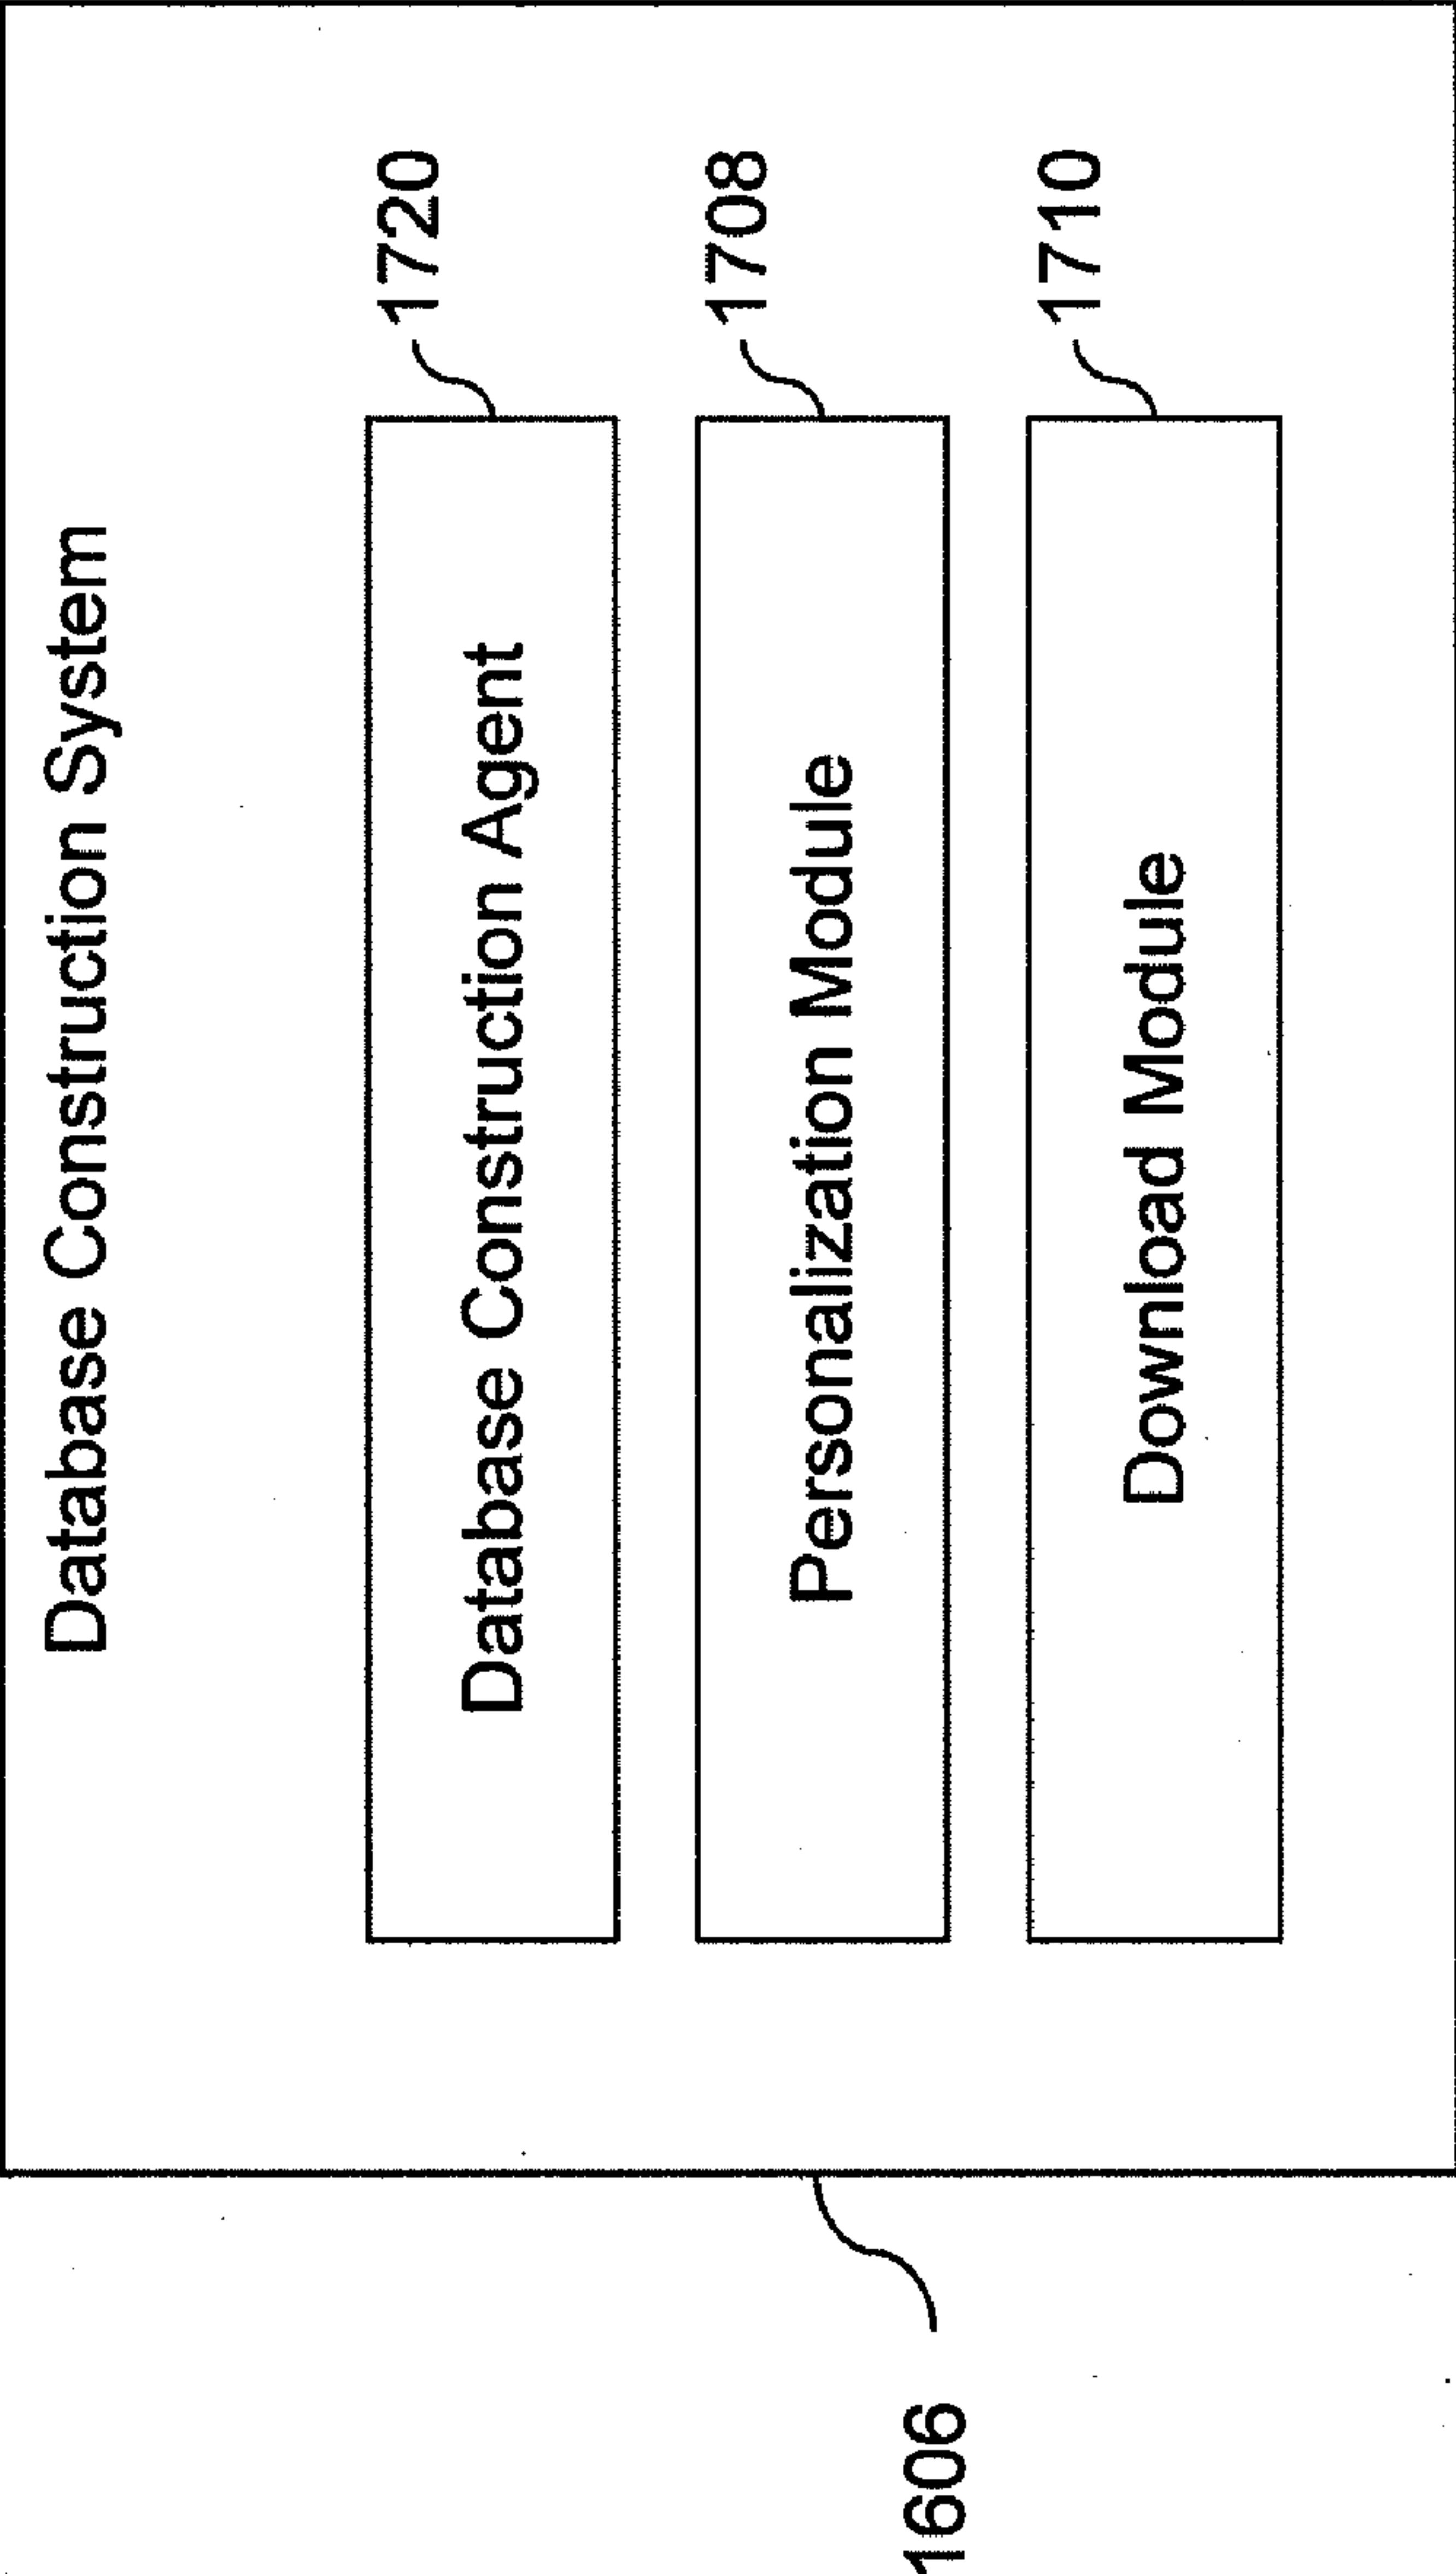 Database Construction System
Database Construction Agent
1720
Personalization Module
1708
Download Module
1710
1606